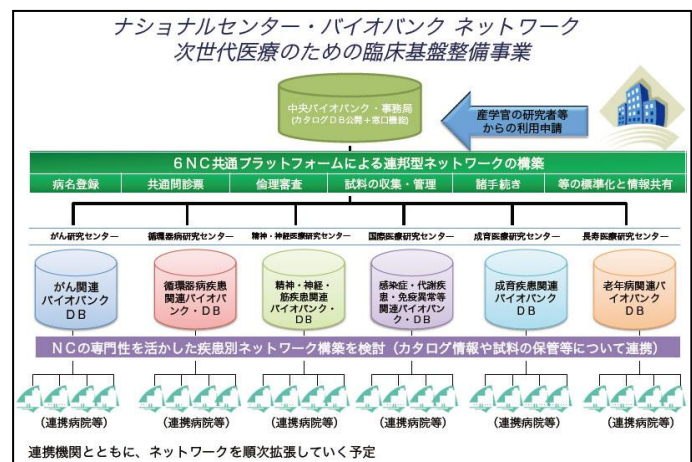 ナショナルセンター・バイオバンク ネットワーク
次世代医療のための臨床基盤整備事業
中央バイオバンク・事務局
(カタログDB公開+窓口機能)
産学官の研究者等
からの利用申請
6NC共通プラットフォームによる連邦型ネットワークの構築
病名登録 共通問診票 倫理審査 試料の収集・管理 諸手続き 等の標準化と情報共有
がん研究センター 循環器病研究センター 精神・神経医療研究センター 国際医療研究センター 成育医療研究センター 長寿医療研究センター
がん関連
バイオバンク
DB
循環器病疾患
関連バイオバ
ンク・DB
精神・神経・
筋疾患関連
バイオバンク・
DB
感染症・代謝疾
患・免疫異常等
関連バイオバン
ク・DB
成育疾患関連
バイオバンク
DB
老年病関連バ
イオバンク
DB
NCの専門性を活かした疾患別ネットワーク構築を検討(カタログ情報や試料の保管等について連携)
(連携病院等) (連携病院等) (連携病院等) (連携病院等) (連携病院等) (連携病院等)
連携機関とともに、ネットワークを順次拡張していく予定